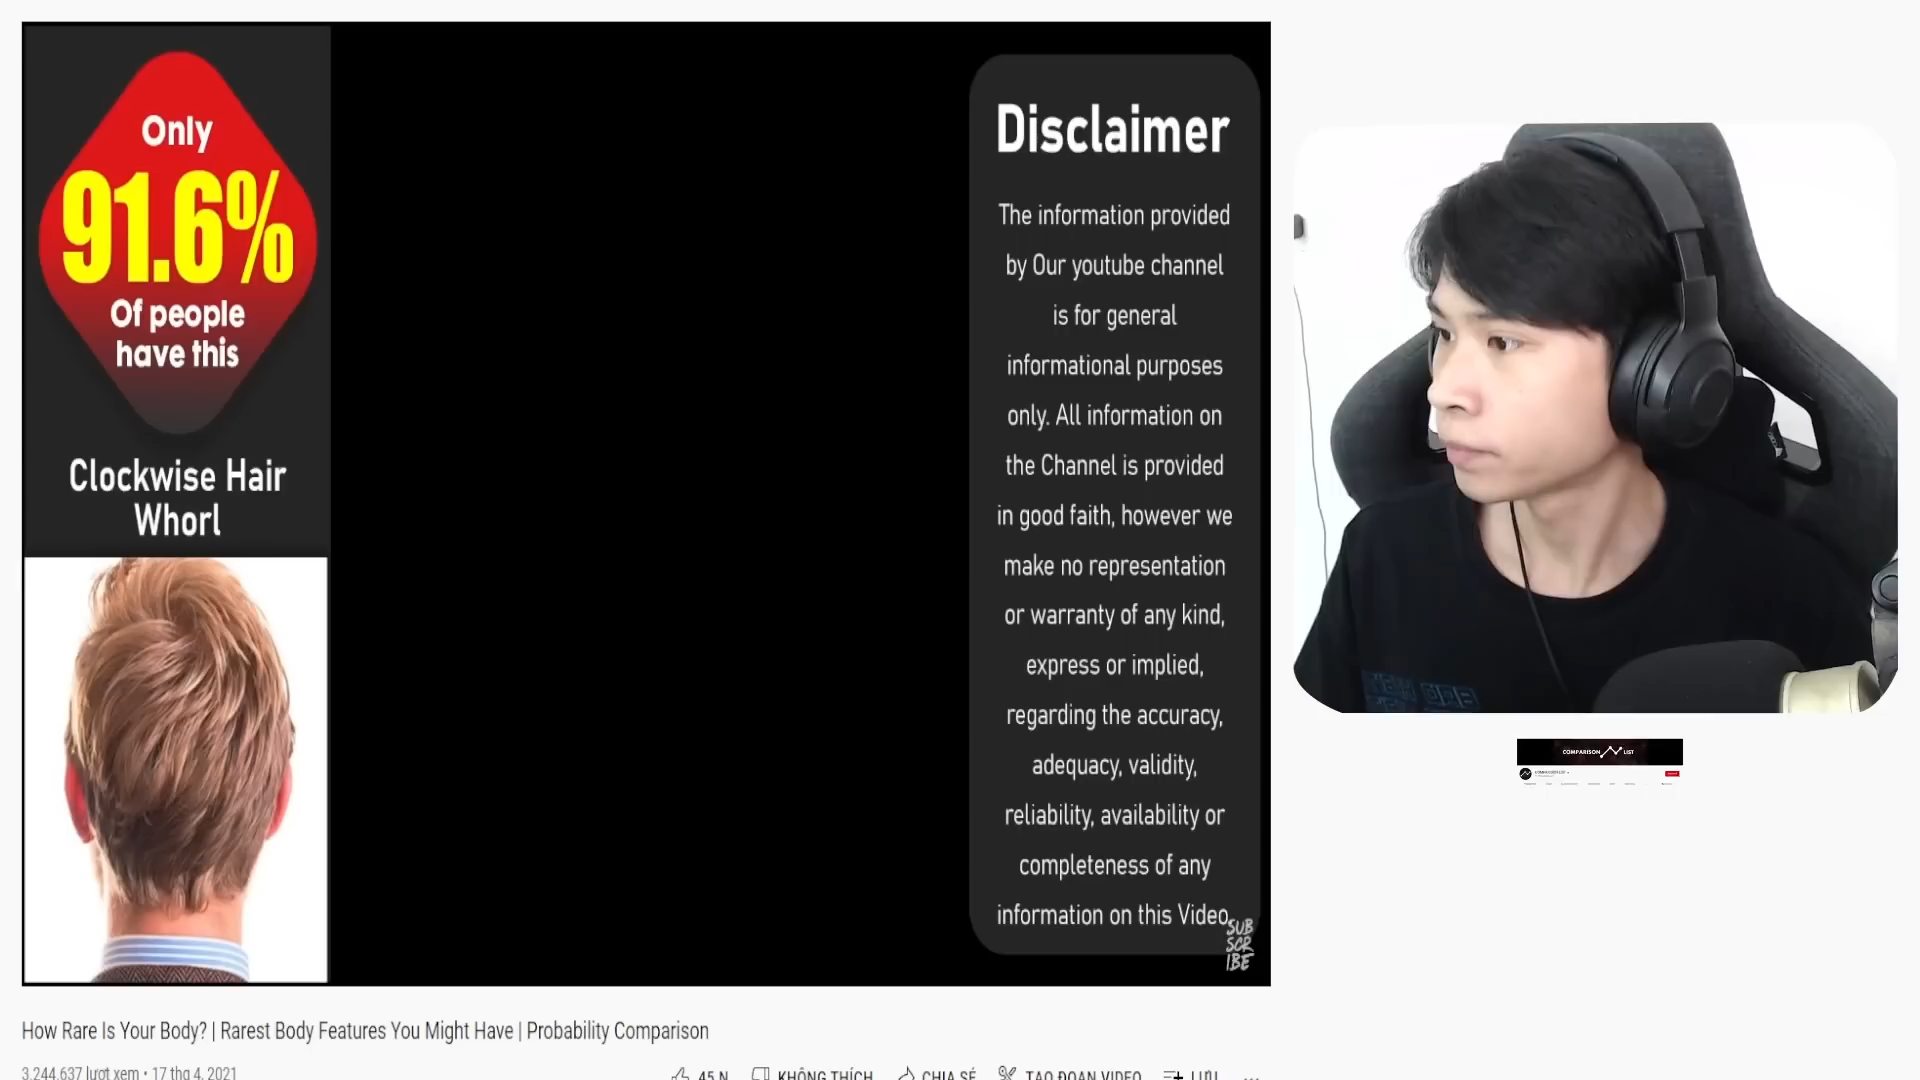 Only
91.6%
Of people
have this
Clockwise Hair
Whorl
Disclaimer
The information provided
by Our youtube channel
is for general
informational purposes
only. All information on
the Channel is provided
in good faith, however we
make no representation
or warranty of any kind,
express or implied,
regarding the accuracy,
adequacy, validity,
reliability, availability or
completeness of any
information on this Video
SUB
SCR
IBE
COMPARISON LIST
How Rare Is Your Body? | Rarest Body Features You Might Have | Probability Comparison
3.244.637 lượt xem • 17 thg 4, 2021
45 N
KHÔNG THÍCH
CHIA SẺ
TẠO ĐOẠN VIDEO
LƯU